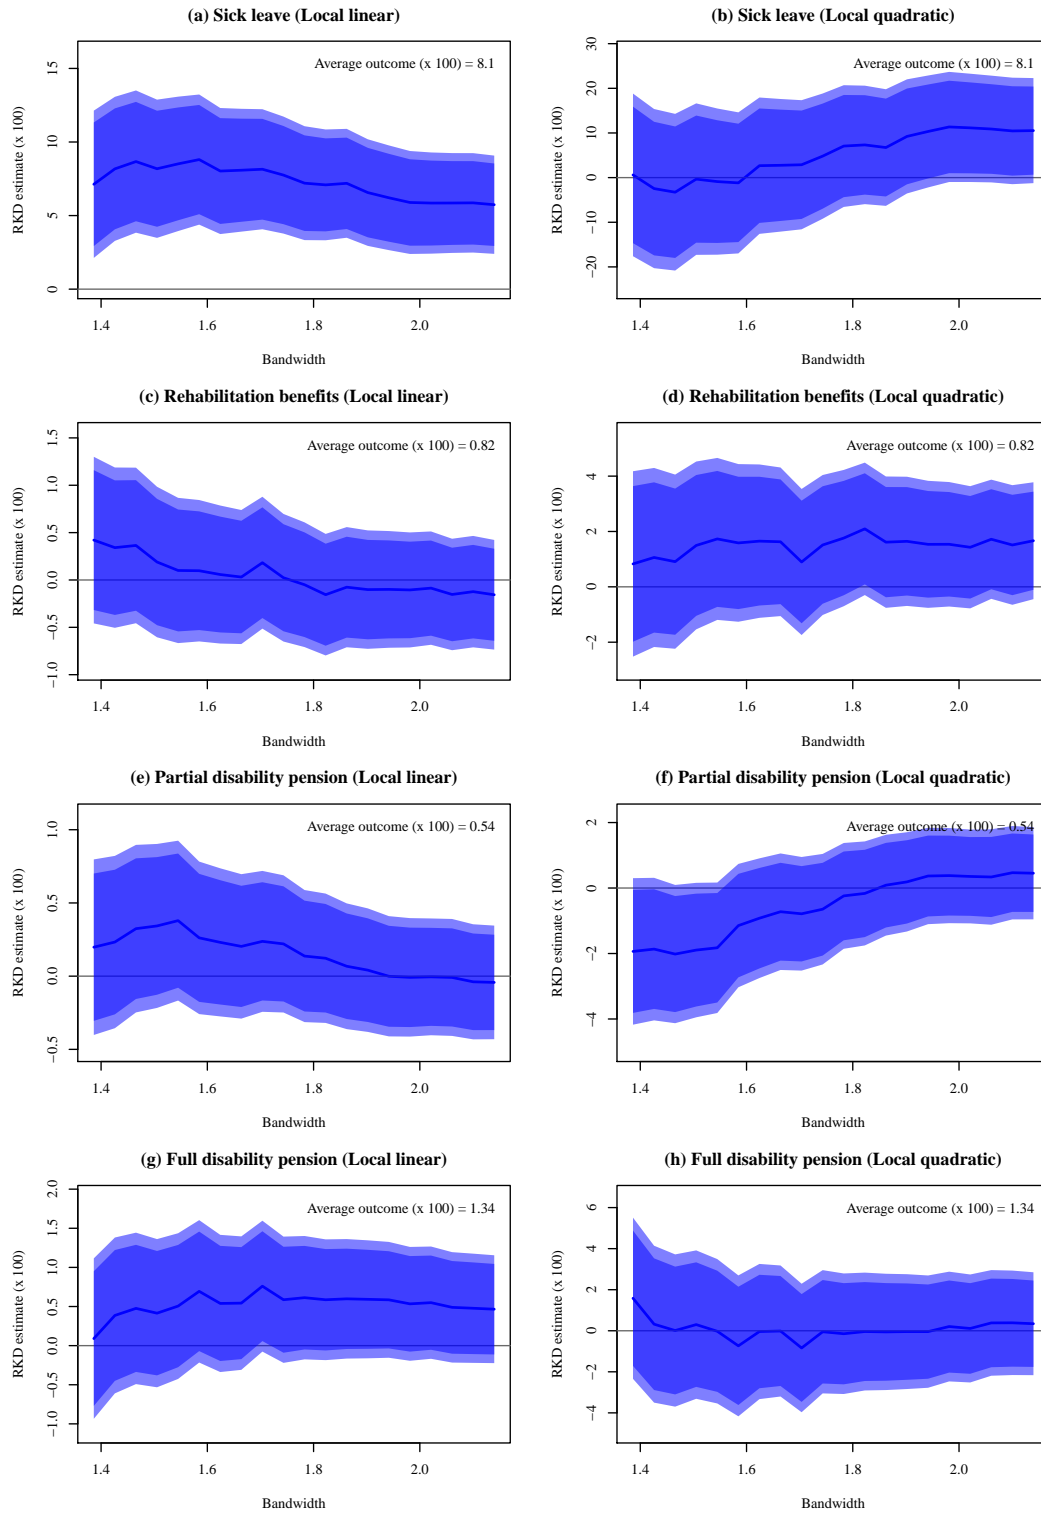 (a) Sick leave (Local linear)
Average outcome (x 100) = 8.1
RKD estimate (x 100)
0 5 10 15
1.4 1.6 1.8 2.0
Bandwidth
(b) Sick leave (Local quadratic)
Average outcome (x 100) = 8.1
RKD estimate (x 100)
−20 −10 0 10 20 30
1.4 1.6 1.8 2.0
Bandwidth
(c) Rehabilitation benefits (Local linear)
Average outcome (x 100) = 0.82
RKD estimate (x 100)
−1.0 −0.5 0.0 0.5 1.0 1.5
1.4 1.6 1.8 2.0
Bandwidth
(d) Rehabilitation benefits (Local quadratic)
Average outcome (x 100) = 0.82
RKD estimate (x 100)
−2 0 2 4
1.4 1.6 1.8 2.0
Bandwidth
(e) Partial disability pension (Local linear)
Average outcome (x 100) = 0.54
RKD estimate (x 100)
−0.5 0.0 0.5 1.0
1.4 1.6 1.8 2.0
Bandwidth
(f) Partial disability pension (Local quadratic)
Average outcome (x 100) = 0.54
RKD estimate (x 100)
−4 −2 0 2
1.4 1.6 1.8 2.0
Bandwidth
(g) Full disability pension (Local linear)
Average outcome (x 100) = 1.34
RKD estimate (x 100)
−1.0 −0.5 0.0 0.5 1.0 1.5 2.0
1.4 1.6 1.8 2.0
Bandwidth
(h) Full disability pension (Local quadratic)
Average outcome (x 100) = 1.34
RKD estimate (x 100)
−4 −2 0 2 4 6
1.4 1.6 1.8 2.0
Bandwidth